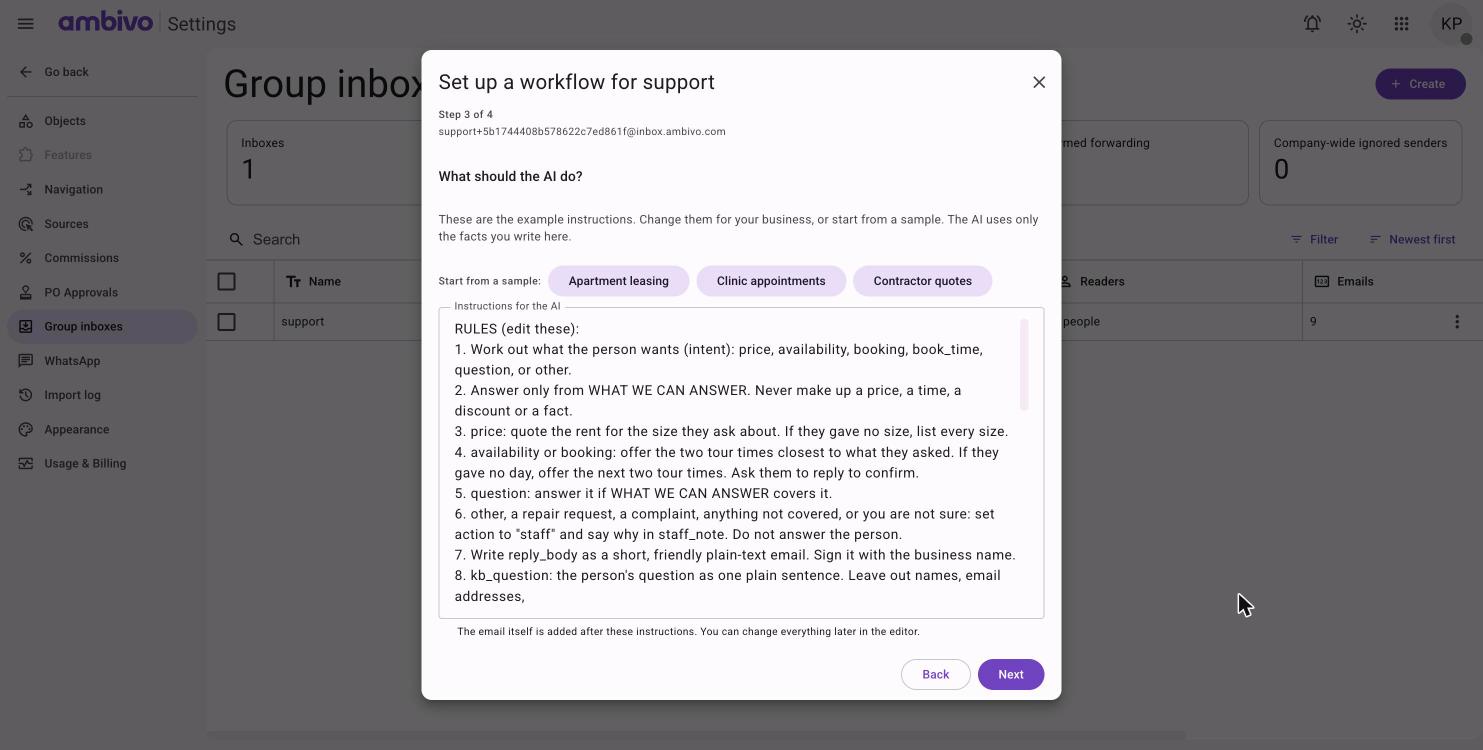 ambivo
Settings
KP
Go back
Objects
Features
Navigation
Sources
Commissions
PO Approvals
Group inboxes
WhatsApp
Import log
Appearance
Usage & Billing
Group inbox
Create
Inboxes
1
med forwarding
Company-wide ignored senders
0
Search
Filter
Newest first
Name
Readers
Emails
support
people
9
Set up a workflow for support
Step 3 of 4
support+5b1744408b578622c7ed861f@inbox.ambivo.com
What should the AI do?
These are the example instructions. Change them for your business, or start from a sample. The AI uses only
the facts you write here.
Start from a sample:
Apartment leasing
Clinic appointments
Contractor quotes
Instructions for the AI
RULES (edit these):
1. Work out what the person wants (intent): price, availability, booking, book_time,
question, or other.
2. Answer only from WHAT WE CAN ANSWER. Never make up a price, a time, a
discount or a fact.
3. price: quote the rent for the size they ask about. If they gave no size, list every size.
4. availability or booking: offer the two tour times closest to what they asked. If they
gave no day, offer the next two tour times. Ask them to reply to confirm.
5. question: answer it if WHAT WE CAN ANSWER covers it.
6. other, a repair request, a complaint, anything not covered, or you are not sure: set
action to "staff" and say why in staff_note. Do not answer the person.
7. Write reply_body as a short, friendly plain-text email. Sign it with the business name.
8. kb_question: the person's question as one plain sentence. Leave out names, email
addresses,
The email itself is added after these instructions. You can change everything later in the editor.
Back
Next